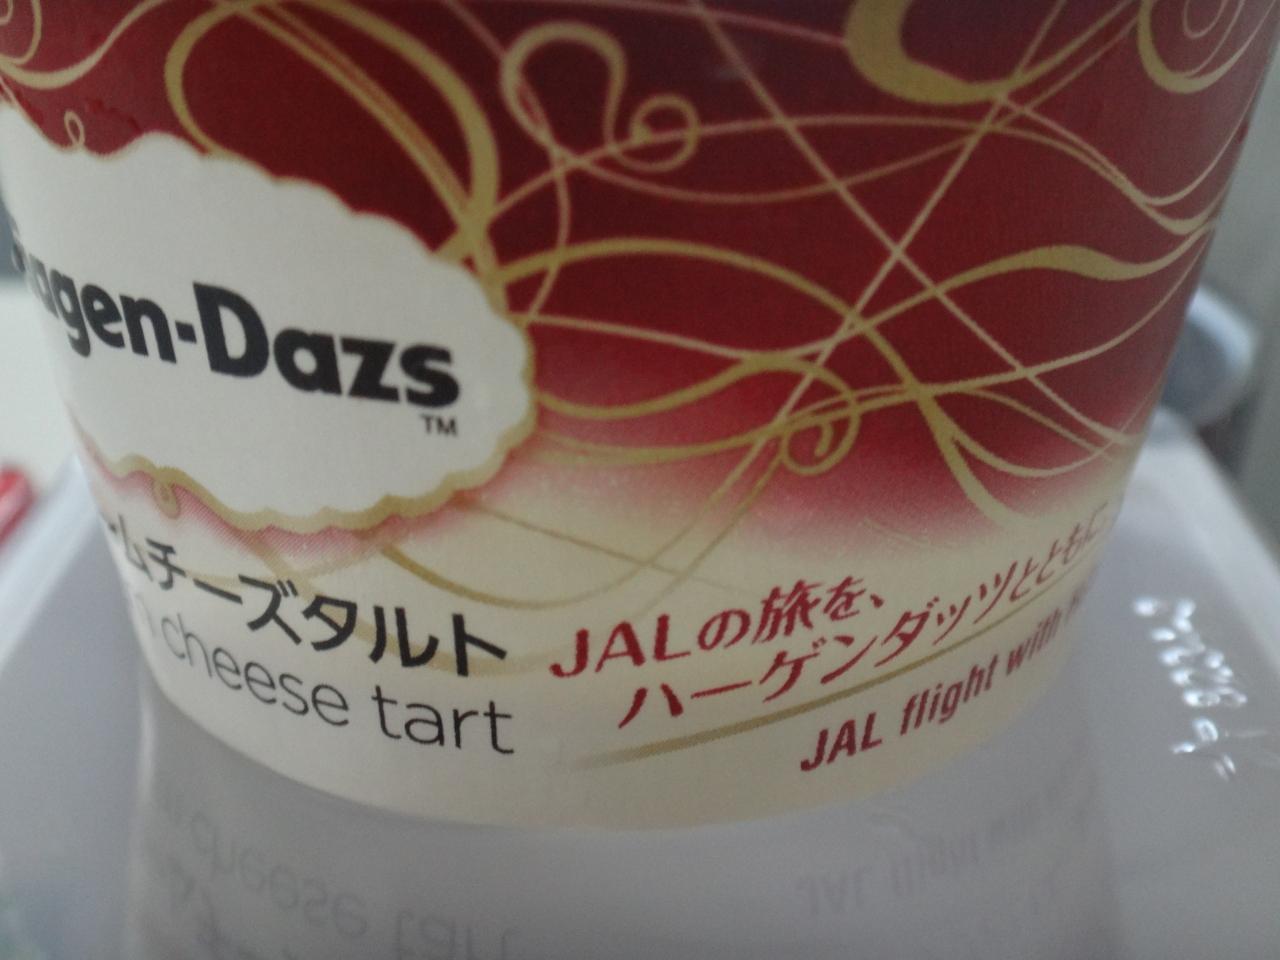 agen-Dazs
TM
ームチーズタルト
cheese tart
JALの旅を、
ハーゲンダッツとともに
JAL flight with